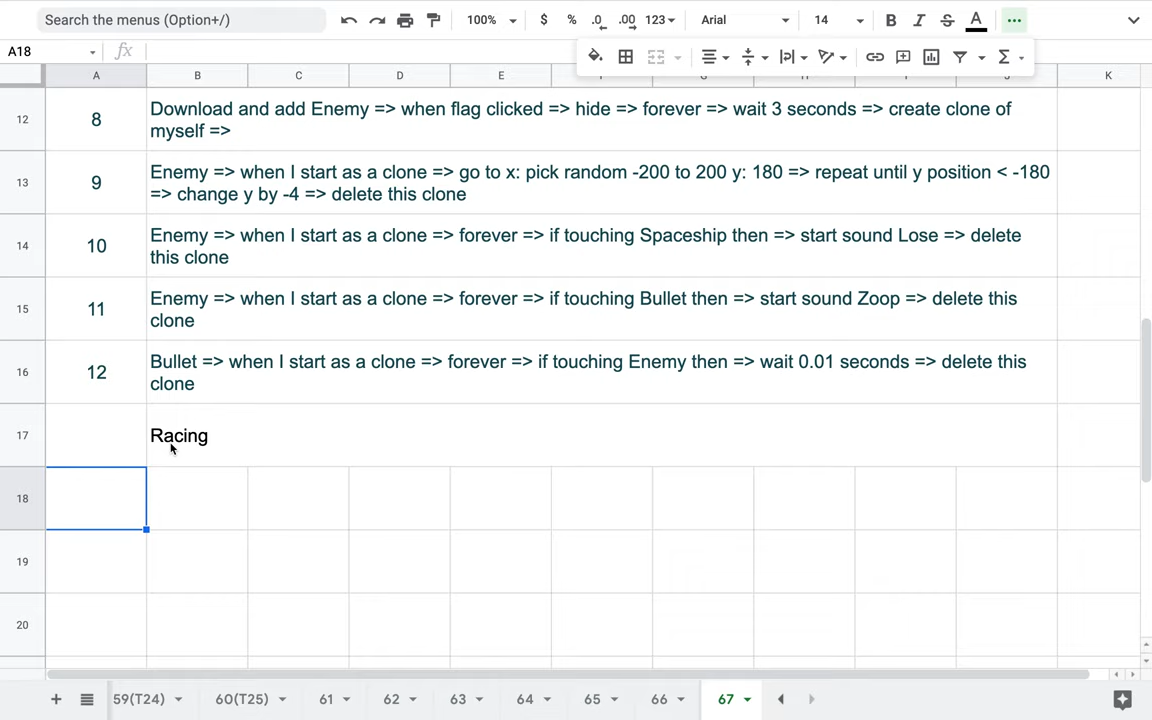 Search the menus (Option+/)
100%
$ % .0 .00 123
Arial
14
B I S A
A18
fx
A B C D E K
12 8 Download and add Enemy => when flag clicked => hide => forever => wait 3 seconds => create clone of
myself =>
13 9 Enemy => when I start as a clone => go to x: pick random -200 to 200 y: 180 => repeat until y position < -180
=> change y by -4 => delete this clone
14 10 Enemy => when I start as a clone => forever => if touching Spaceship then => start sound Lose => delete
this clone
15 11 Enemy => when I start as a clone => forever => if touching Bullet then => start sound Zoop => delete this
clone
16 12 Bullet => when I start as a clone => forever => if touching Enemy then => wait 0.01 seconds => delete this
clone
17 Racing
18
19
20
59(T24) 60(T25) 61 62 63 64 65 66 67